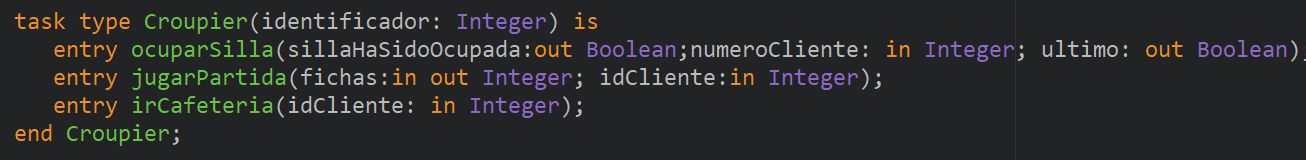 task type Croupier(identificador: Integer) is
entry ocuparSilla(sillaHaSidoOcupada:out Boolean;numeroCliente: in Integer; ultimo: out Boolean);
entry jugarPartida(fichas:in out Integer; idCliente:in Integer);
entry irCafeteria(idCliente: in Integer);
end Croupier;